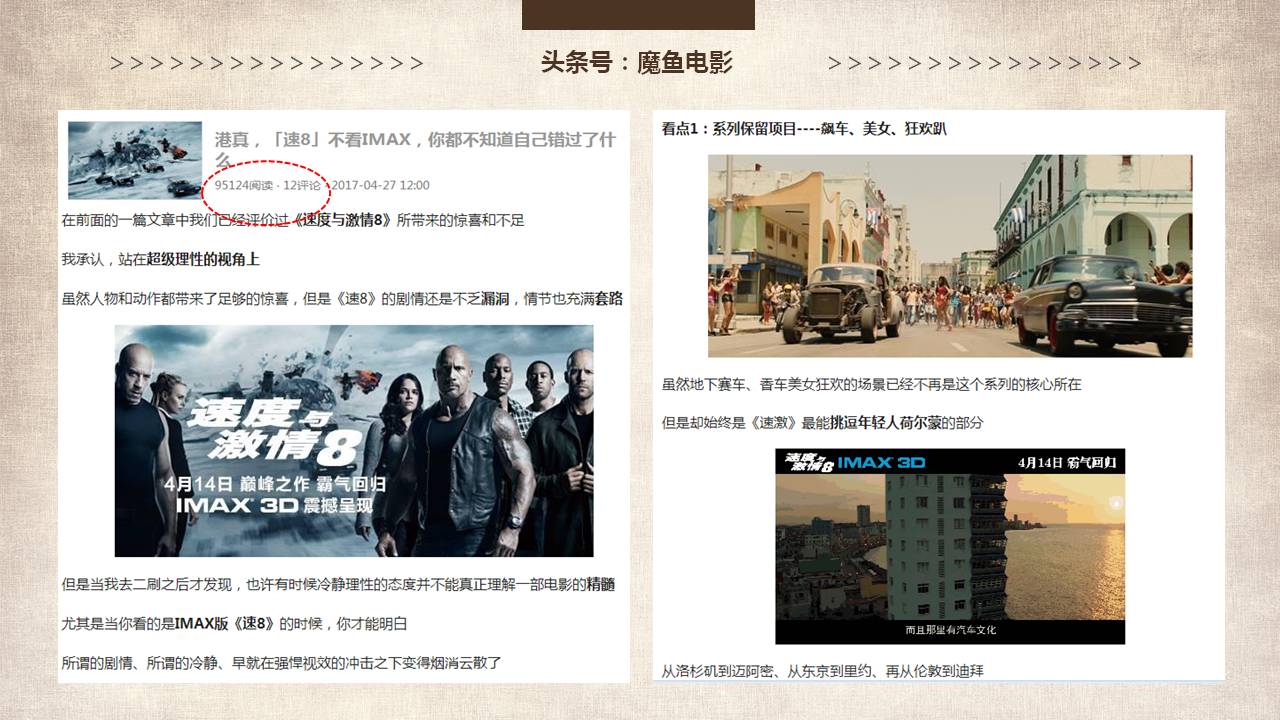 >>>>>>>>>>>>>>>> 头条号：魔鱼电影 >>>>>>>>>>>>>>>>
港真，「速8」不看IMAX，你都不知道自己错过了什
么
95124阅读 · 12评论 · 2017-04-27 12:00
在前面的一篇文章中我们已经评价过《速度与激情8》所带来的惊喜和不足
我承认，站在超级理性的视角上
虽然人物和动作都带来了足够的惊喜，但是《速8》的剧情还是不乏漏洞，情节也充满套路
速度与
激情8
4月14日 巅峰之作 霸气回归
IMAX 3D 震撼呈现
但是当我去二刷之后才发现，也许有时候冷静理性的态度并不能真正理解一部电影的精髓
尤其是当你看的是IMAX版《速8》的时候，你才能明白
所谓的剧情、所谓的冷静、早就在强悍视效的冲击之下变得烟消云散了
看点1：系列保留项目----飙车、美女、狂欢趴
虽然地下赛车、香车美女狂欢的场景已经不再是这个系列的核心所在
但是却始终是《速激》最能挑逗年轻人荷尔蒙的部分
速度与
激情8 IMAX 3D 4月14日 霸气回归
而且那里有汽车文化
从洛杉矶到迈阿密、从东京到里约、再从伦敦到迪拜